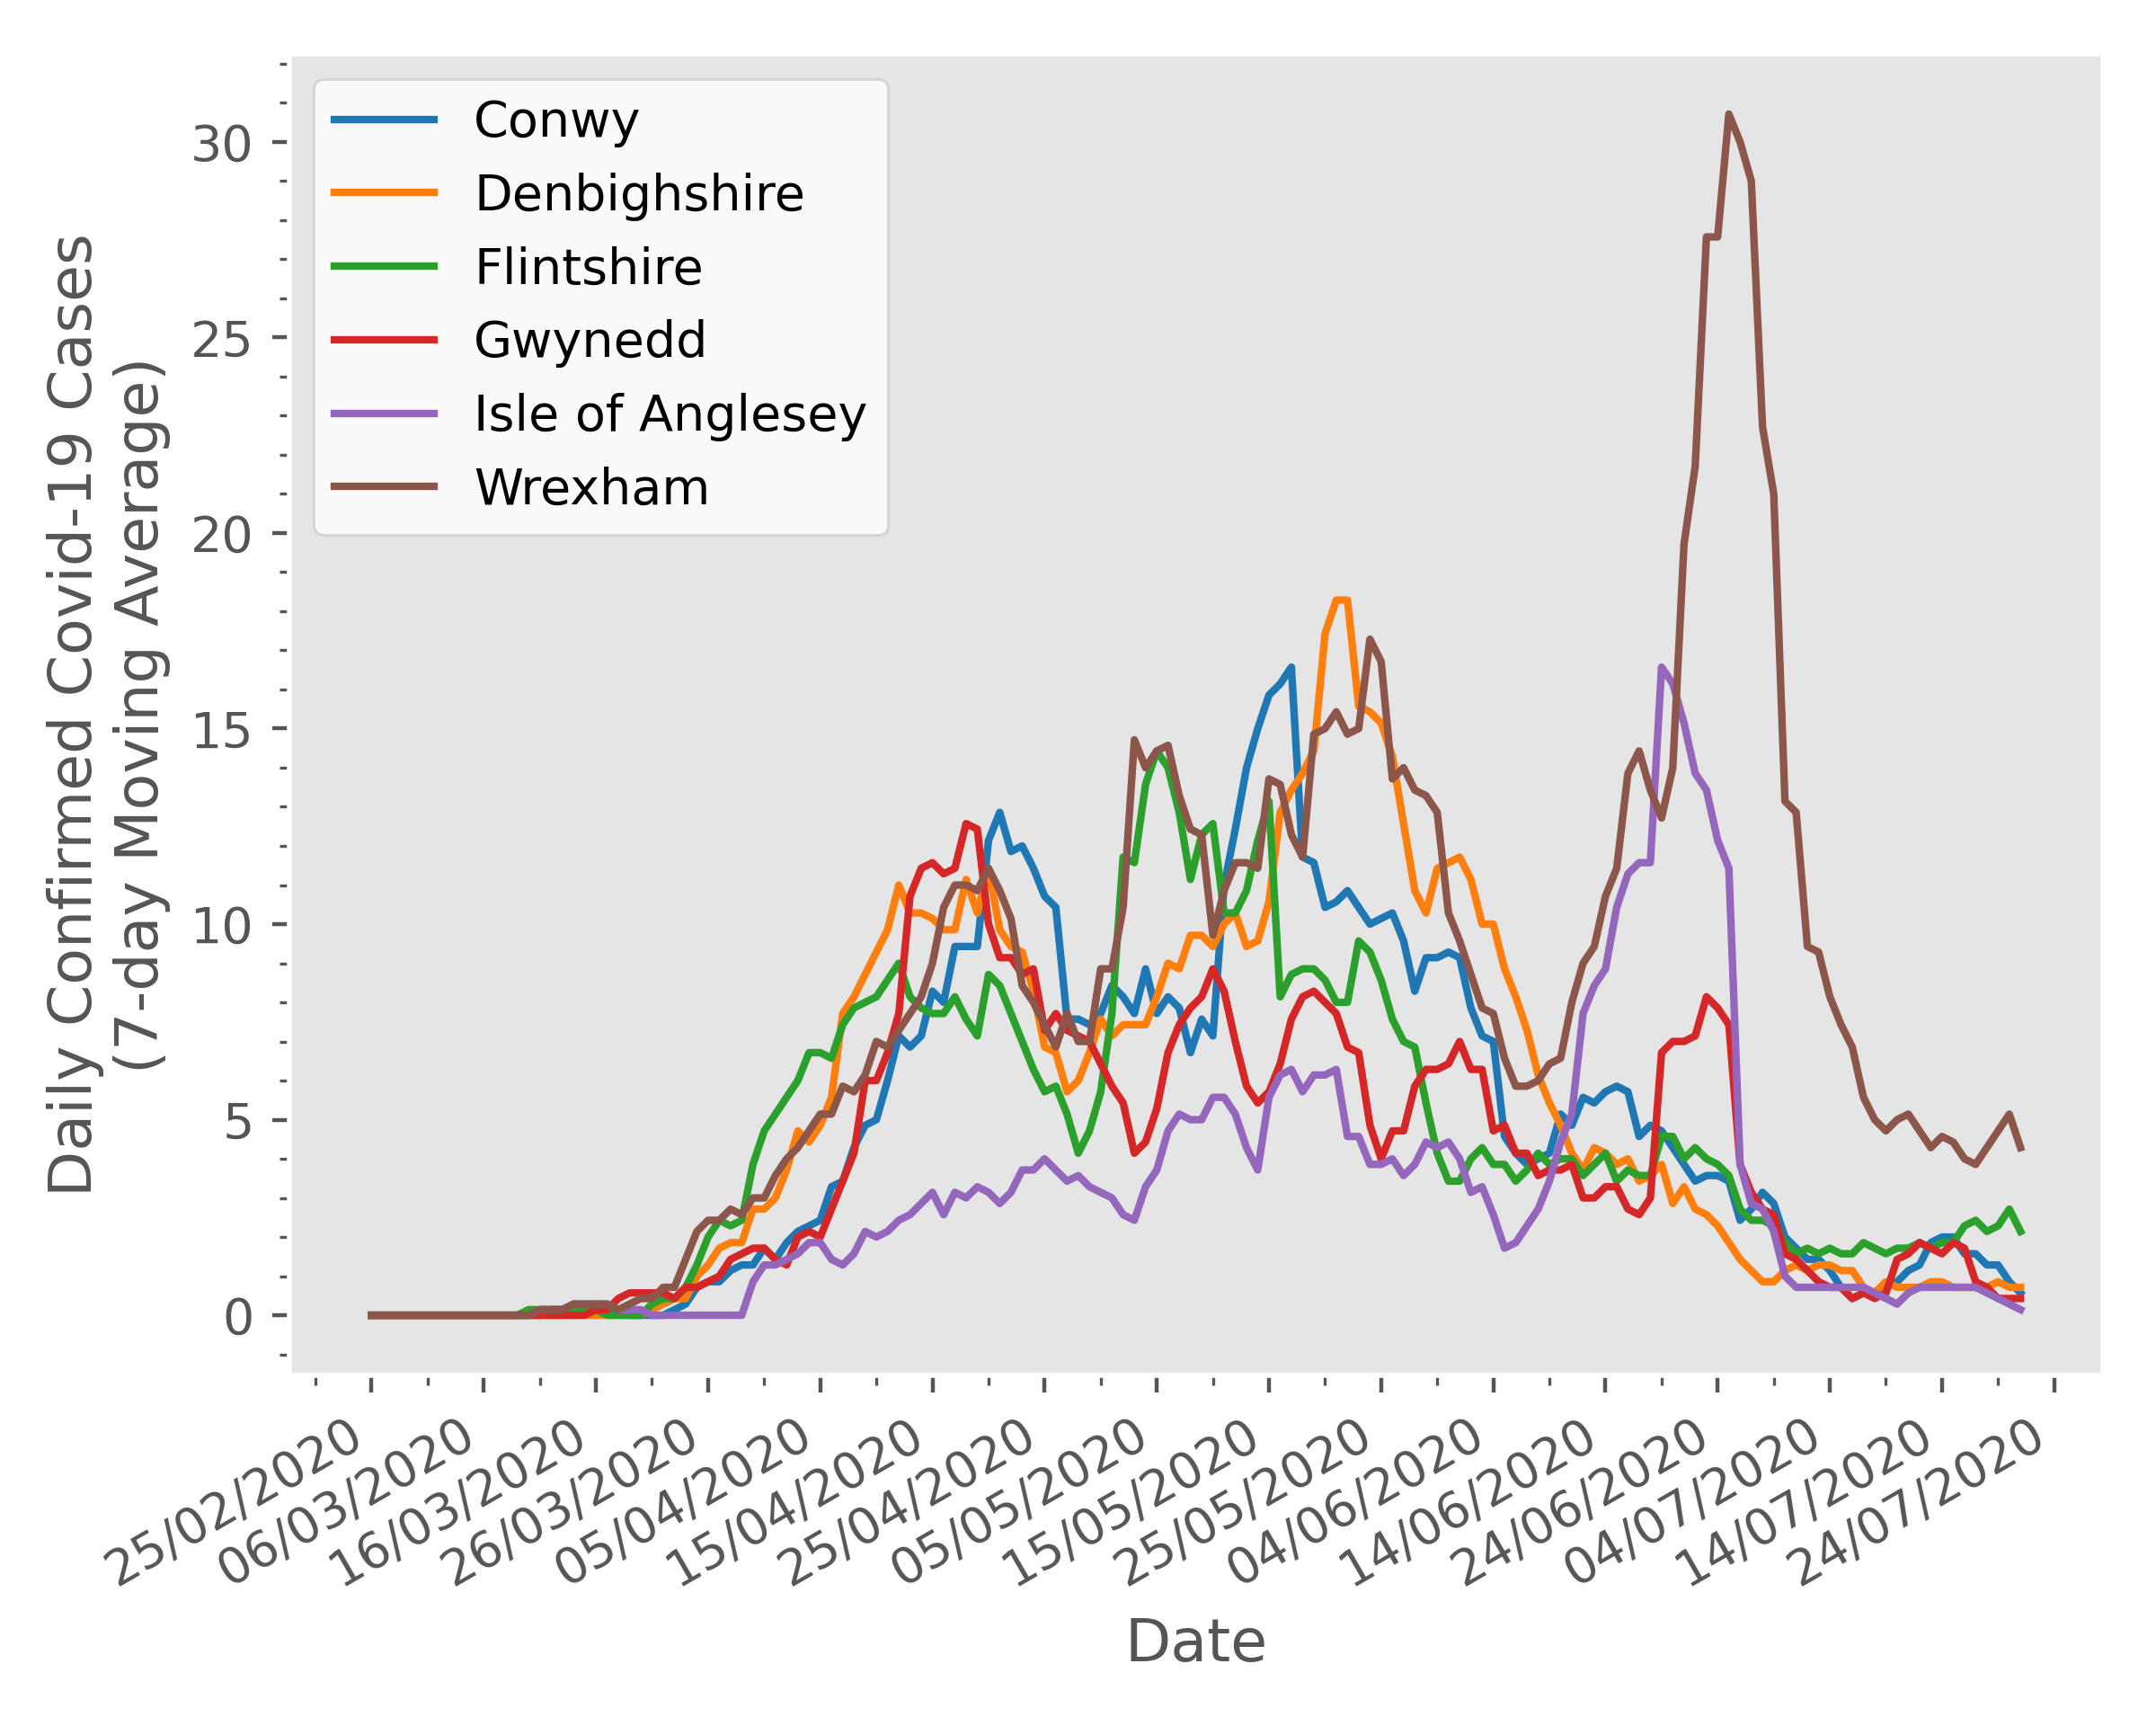 Conwy
Denbighshire
Flintshire
Gwynedd
Isle of Anglesey
Wrexham
Daily Confirmed Covid-19 Cases
(7-day Moving Average)
30
25
20
15
10
5
0
25/02/2020
06/03/2020
16/03/2020
26/03/2020
05/04/2020
15/04/2020
25/04/2020
05/05/2020
15/05/2020
25/05/2020
04/06/2020
14/06/2020
24/06/2020
04/07/2020
14/07/2020
24/07/2020
Date